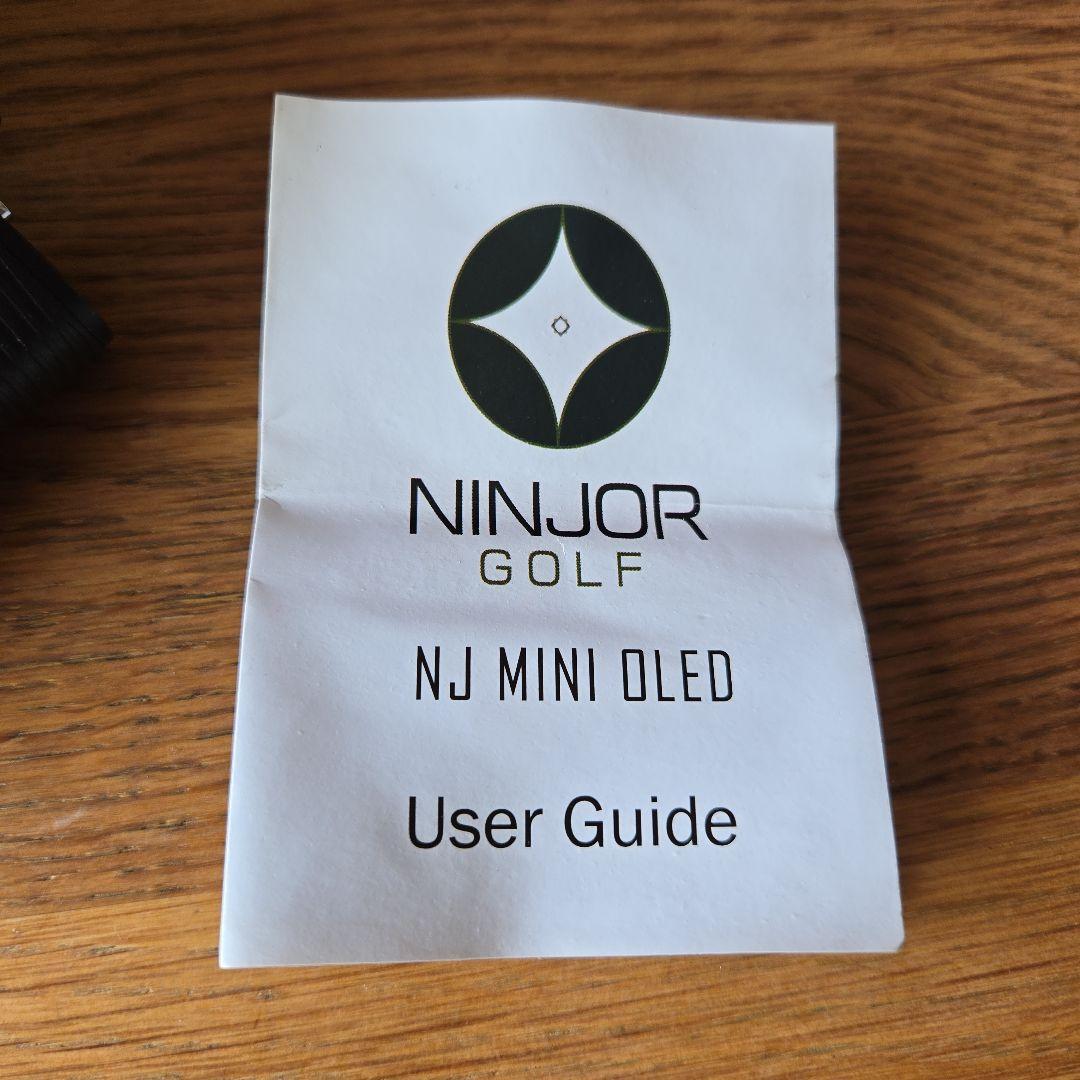 NINJOR
GOLF
NJ MINI OLED
User Guide